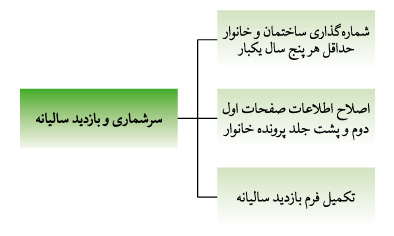 سرشماری و بازدید سالیانه
شماره‌گذاری ساختمان و خانوار
حداقل هر پنج سال یکبار
اصلاح اطلاعات صفحات اول
دوم و پشت جلد پرونده خانوار
تکمیل فرم بازدید سالیانه